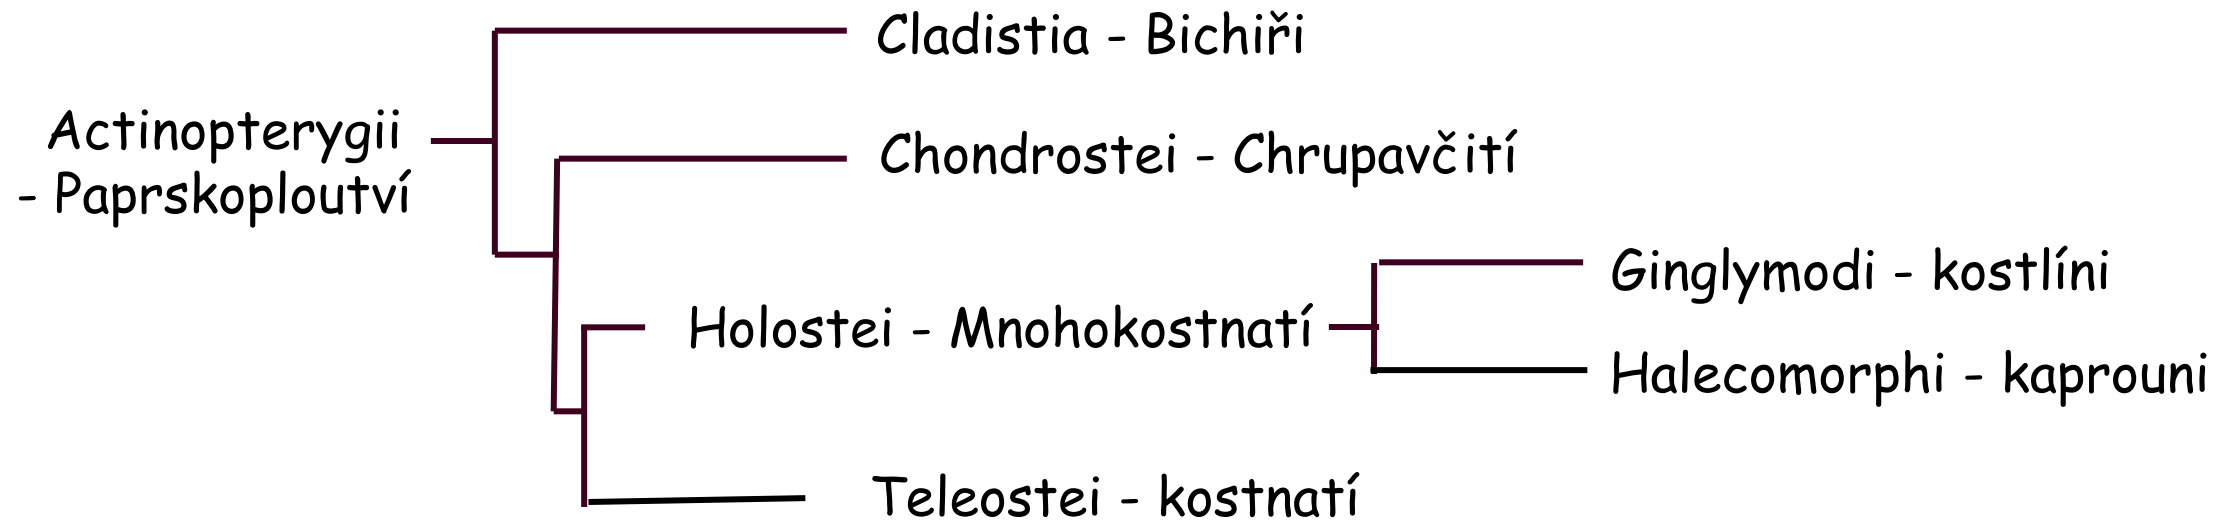 Cladistia - Bichiři
Actinopterygii
- Paprskoploutví
Chondrostei - Chrupavčití
Ginglymodi - kostlíni
Holostei - Mnohokostnatí
Halecomorphi - kaprouni
Teleostei - kostnatí